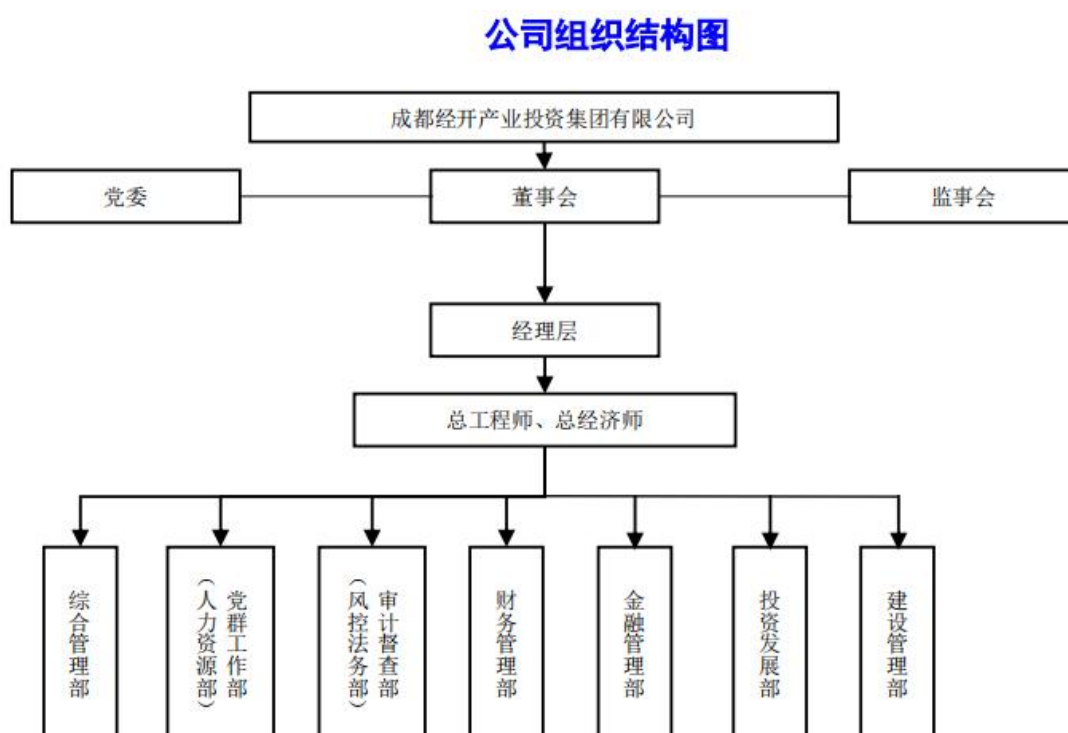 公司组织结构图
成都经开产业投资集团有限公司
党委
董事会
监事会
经理层
总工程师、总经济师
综合管理部
党群工作部
（人力资源部）
审计督查部
（风控法务部）
财务管理部
金融管理部
投资发展部
建设管理部